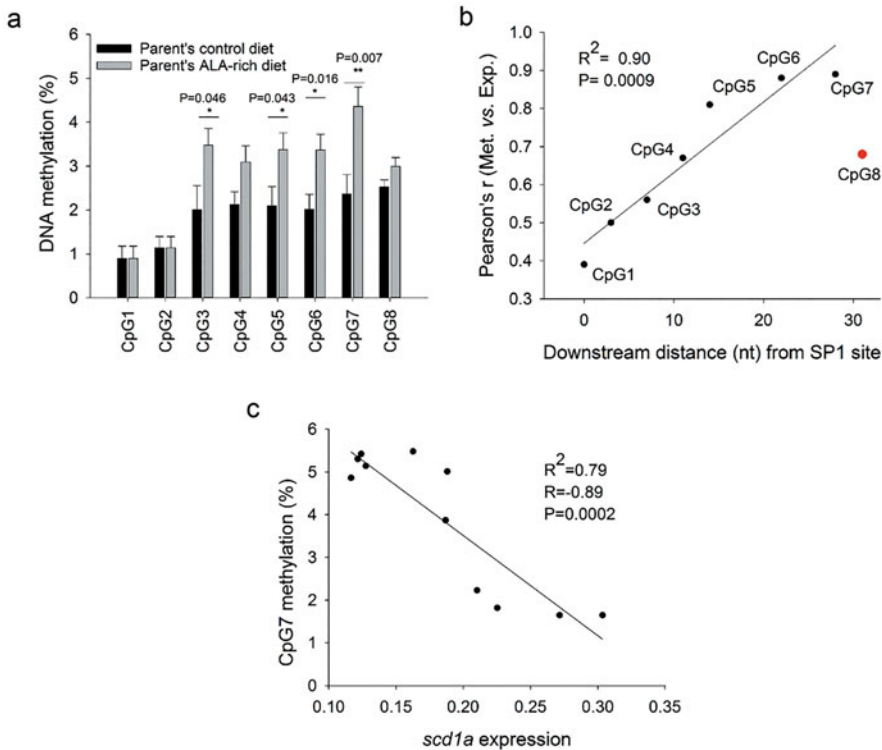 a
Parent's control diet
Parent's ALA-rich diet
P=0.007
**
P=0.016
*
P=0.046
*
P=0.043
*
DNA methylation (%)
6
5
4
3
2
1
0
CpG1
CpG2
CpG3
CpG4
CpG5
CpG6
CpG7
CpG8
b
R2 = 0.90
P= 0.0009
Pearson's r (Met. vs. Exp.)
1.0
0.9
0.8
0.7
0.6
0.5
0.4
0.3
CpG6
CpG5
CpG7
CpG4
CpG8
CpG2
CpG3
CpG1
0 10 20 30
Downstream distance (nt) from SP1 site
c
R2=0.79
R=-0.89
P=0.0002
CpG7 methylation (%)
6
5
4
3
2
1
0
0.10 0.15 0.20 0.25 0.30 0.35
scd1a expression